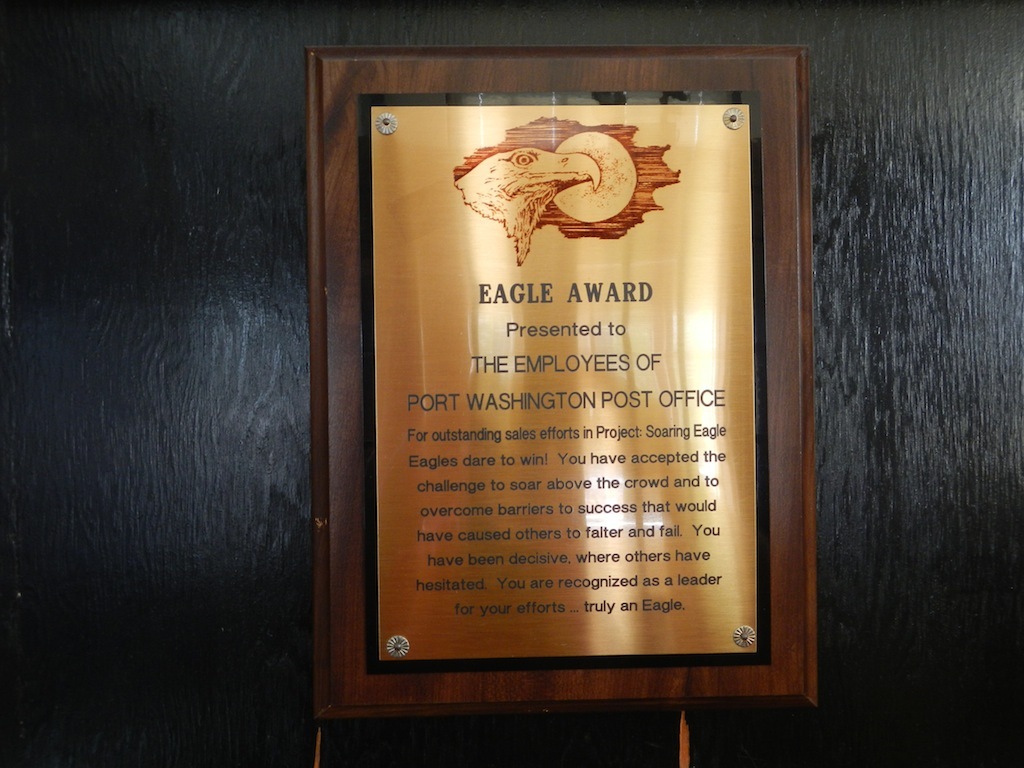 EAGLE AWARD
Presented to
THE EMPLOYEES OF
PORT WASHINGTON POST OFFICE
For outstanding sales efforts in Project: Soaring Eagle
Eagles dare to win! You have accepted the
challenge to soar above the crowd and to
overcome barriers to success that would
have caused others to falter and fail. You
have been decisive, where others have
hesitated. You are recognized as a leader
for your efforts ... truly an Eagle.